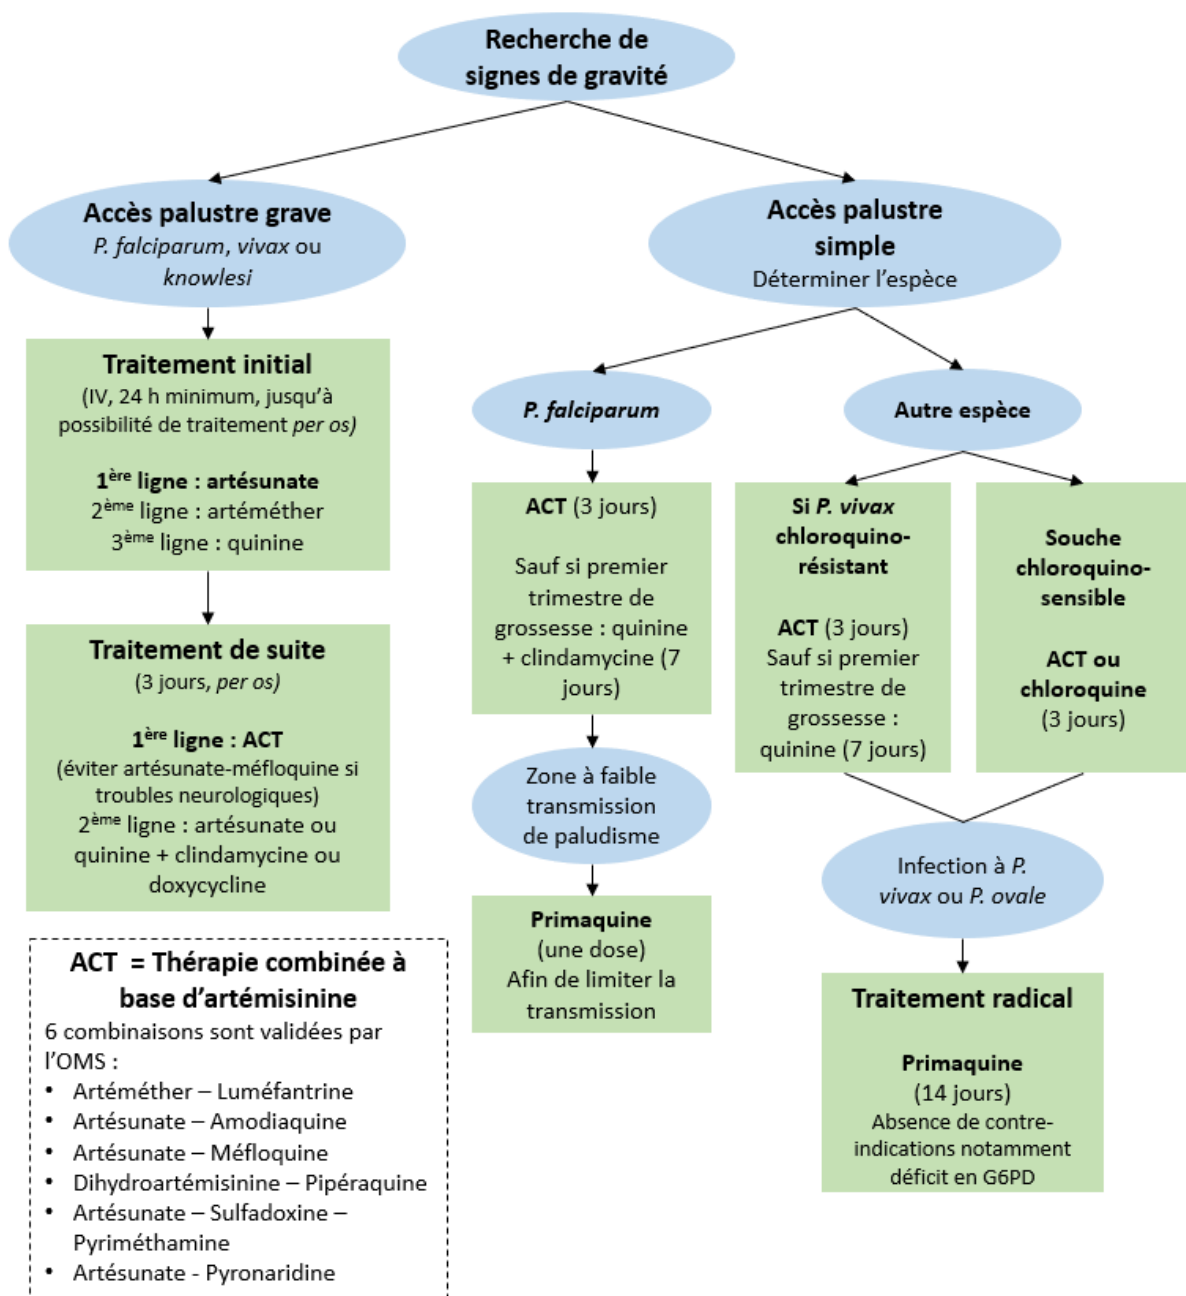 Recherche de
signes de gravité
Accès palustre grave
P. falciparum, vivax ou
knowlesi
Accès palustre
simple
Déterminer l’espèce
Traitement initial
(IV, 24 h minimum, jusqu’à
possibilité de traitement per os)
1ère ligne : artésunate
2ème ligne : artéméther
3ème ligne : quinine
Traitement de suite
(3 jours, per os)
1ère ligne : ACT
(éviter artésunate-méfloquine si
troubles neurologiques)
2ème ligne : artésunate ou
quinine + clindamycine ou
doxycycline
P. falciparum
ACT (3 jours)
Sauf si premier
trimestre de
grossesse : quinine
+ clindamycine (7
jours)
Zone à faible
transmission
de paludisme
Primaquine
(une dose)
Afin de limiter la
transmission
Autre espèce
Si P. vivax
chloroquino-
résistant
ACT (3 jours)
Sauf si premier
trimestre de
grossesse :
quinine (7 jours)
Souche
chloroquino-
sensible
ACT ou
chloroquine
(3 jours)
Infection à P.
vivax ou P. ovale
Traitement radical
Primaquine
(14 jours)
Absence de contre-
indications notamment
déficit en G6PD
ACT = Thérapie combinée à
base d’artémisinine
6 combinaisons sont validées par
l’OMS :
• Artéméther – Luméfantrine
• Artésunate – Amodiaquine
• Artésunate – Méfloquine
• Dihydroartémisinine – Pipéraquine
• Artésunate – Sulfadoxine –
Pyriméthamine
• Artésunate - Pyronaridine